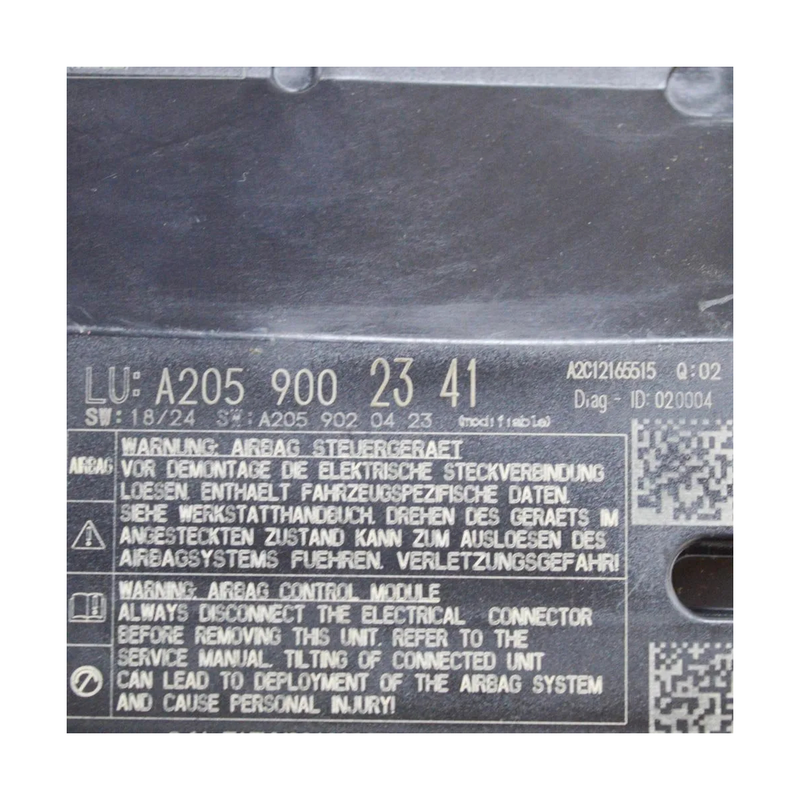 LU: A205 900 23 41
A2C12165515 Q:02
SW: 18/24 SW: A205 902 04 23 (modifiable)
Diag - ID: 020004
WARNUNG: AIRBAG STEUERGERAET
AIRBAG
VOR DEMONTAGE DIE ELEKTRISCHE STECKVERBINDUNG
LOESEN. ENTHAELT FAHRZEUGSPEZIFISCHE DATEN.
SIEHE WERKSTATTHANDBUCH. DREHEN DES GERAETS IM
ANGESTECKTEN ZUSTAND KANN ZUM AUSLOESEN DES
AIRBAGSYSTEMS FUEHREN. VERLETZUNGSGEFAHR!
WARNING: AIRBAG CONTROL MODULE
ALWAYS DISCONNECT THE ELECTRICAL CONNECTOR
BEFORE REMOVING THIS UNIT. REFER TO THE
SERVICE MANUAL. TILTING OF CONNECTED UNIT
CAN LEAD TO DEPLOYMENT OF THE AIRBAG SYSTEM
AND CAUSE PERSONAL INJURY!